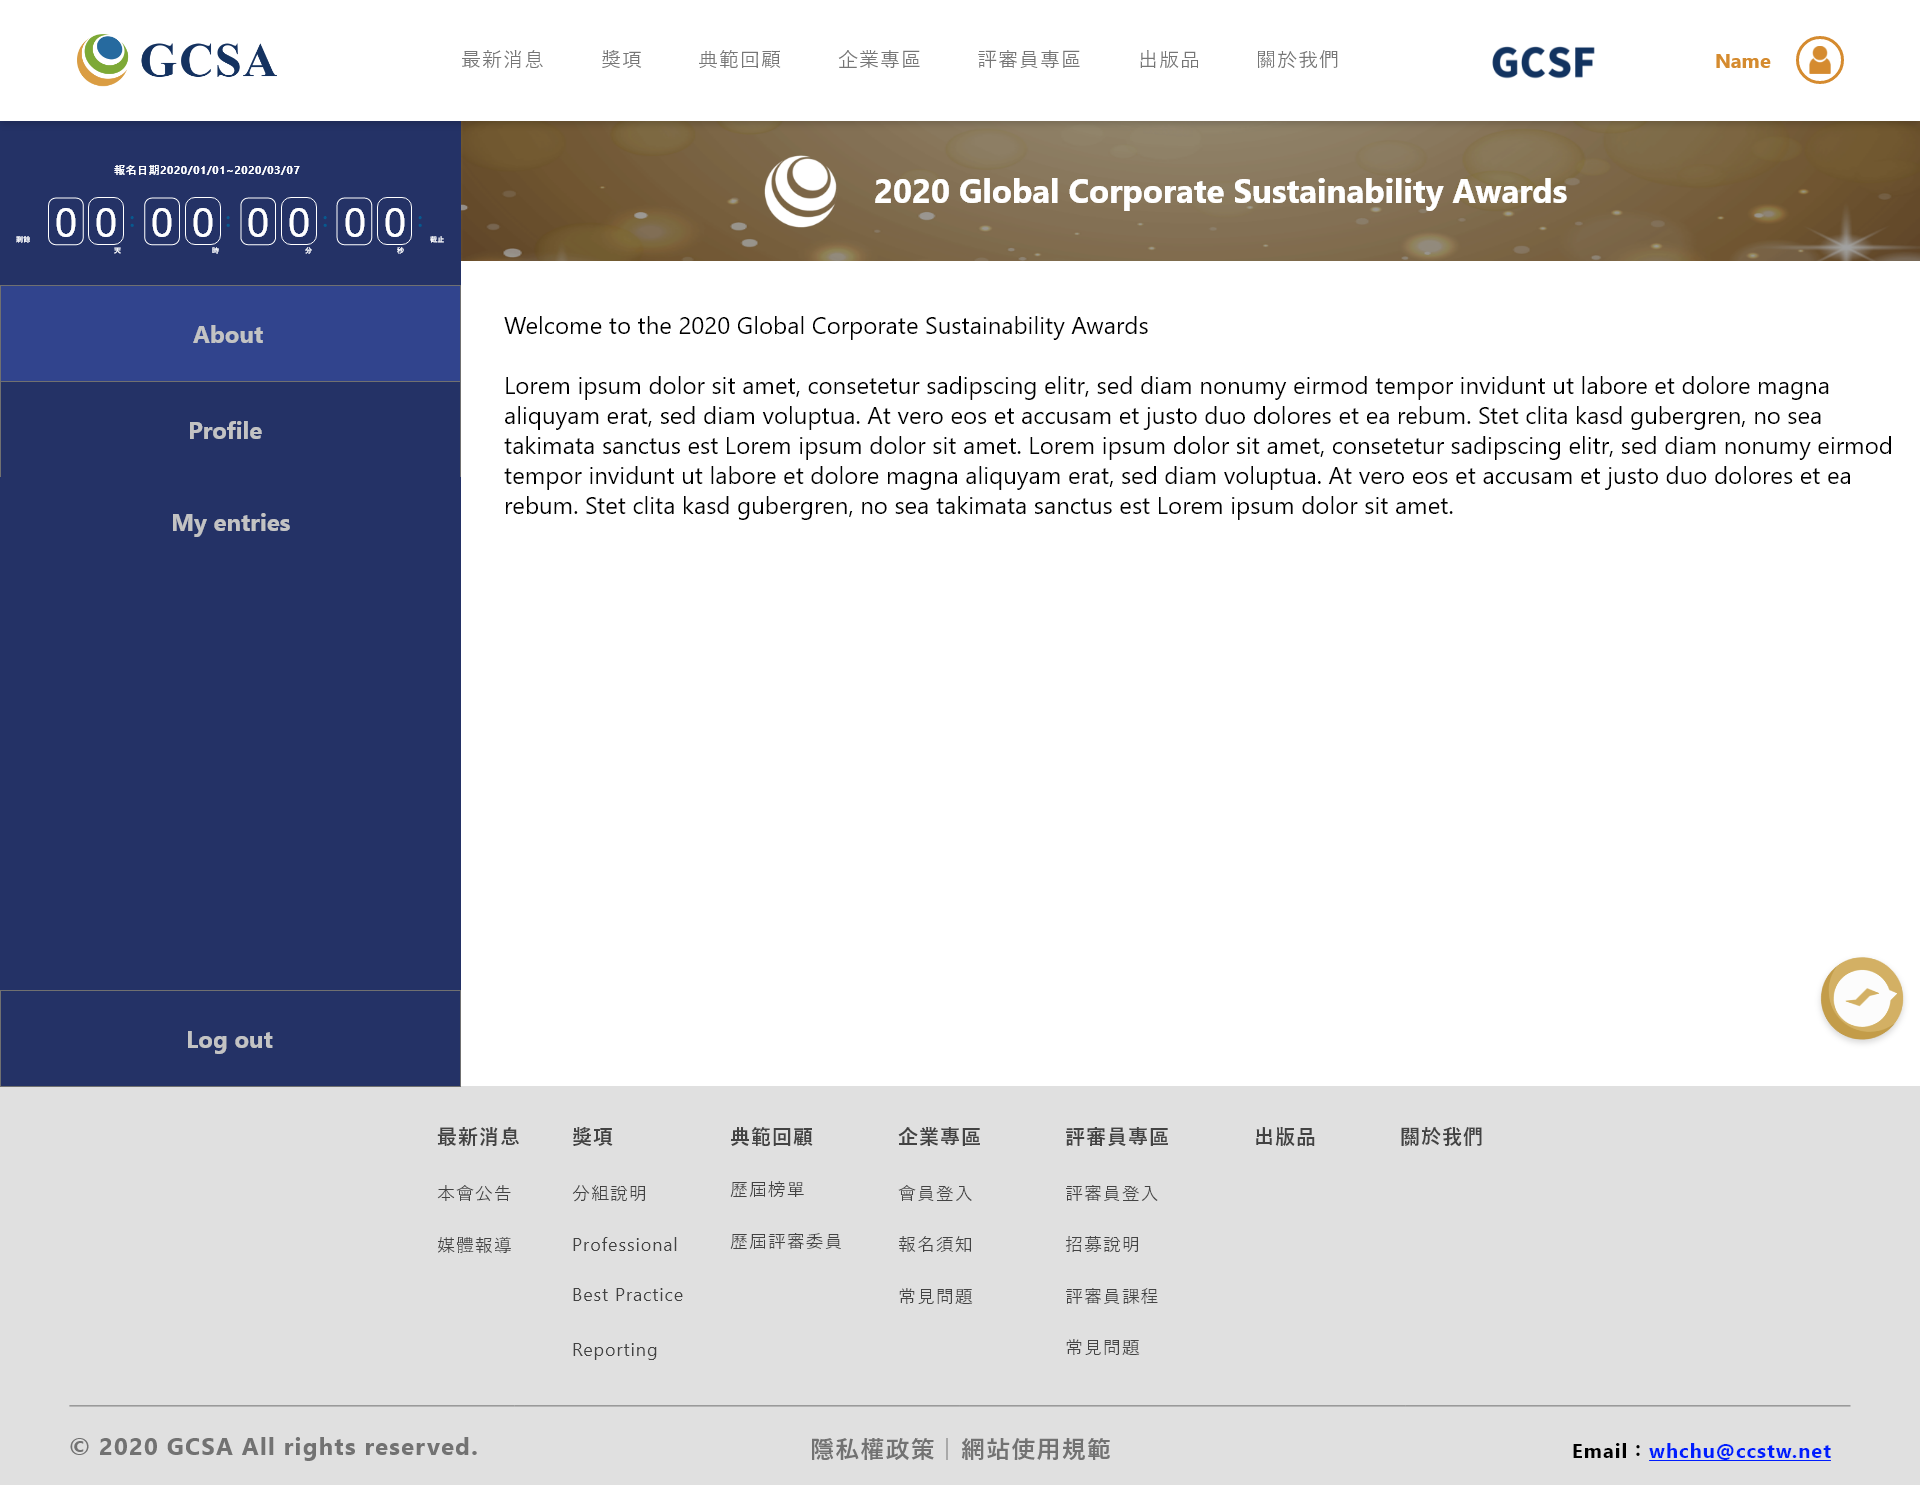 GCSA
最新消息
獎項
典範回顧
企業專區
評審員專區
出版品
關於我們
GCSF
Name
報名日期2020/01/01~2020/03/07
剩餘
00:00:00:00:
截止
天
時
分
秒
2020 Global Corporate Sustainability Awards
About
Profile
My entries
Log out
Welcome to the 2020 Global Corporate Sustainability Awards
Lorem ipsum dolor sit amet, consetetur sadipscing elitr, sed diam nonumy eirmod tempor invidunt ut labore et dolore magna
aliquyam erat, sed diam voluptua. At vero eos et accusam et justo duo dolores et ea rebum. Stet clita kasd gubergren, no sea
takimata sanctus est Lorem ipsum dolor sit amet. Lorem ipsum dolor sit amet, consetetur sadipscing elitr, sed diam nonumy eirmod
tempor invidunt ut labore et dolore magna aliquyam erat, sed diam voluptua. At vero eos et accusam et justo duo dolores et ea
rebum. Stet clita kasd gubergren, no sea takimata sanctus est Lorem ipsum dolor sit amet.
最新消息
本會公告
媒體報導
獎項
分組說明
Professional
Best Practice
Reporting
典範回顧
歷屆榜單
歷屆評審委員
企業專區
會員登入
報名須知
常見問題
評審員專區
評審員登入
招募說明
評審員課程
常見問題
出版品
關於我們
© 2020 GCSA All rights reserved.
隱私權政策｜網站使用規範
Email：whchu@ccstw.net